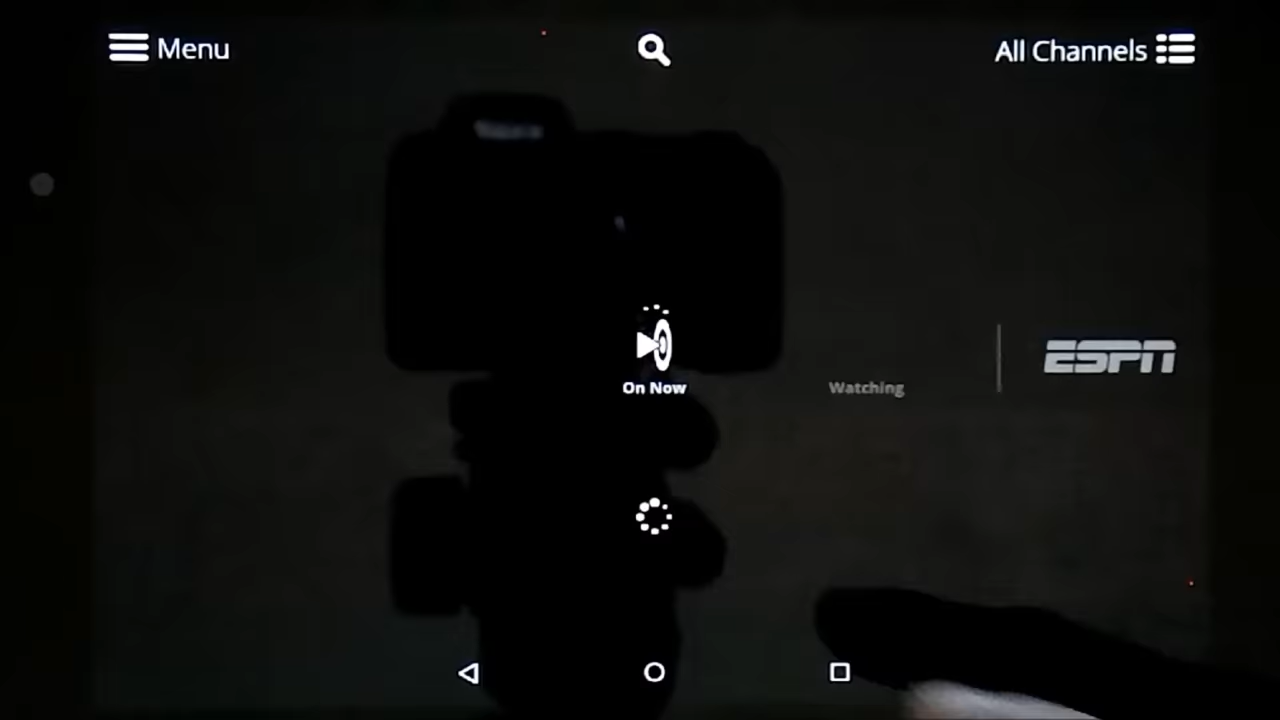 Menu
All Channels
On Now
Watching
ESPN